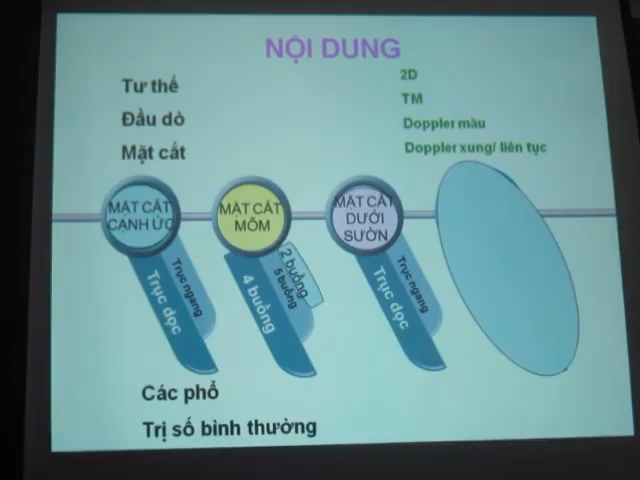 NỘI DUNG
Tư thế
Đầu dò
Mặt cắt
2D
TM
Doppler màu
Doppler xung/ liên tục
MẶT CẮT
CẠNH ỨC
MẶT CẮT
MỎM
MẶT CẮT
DƯỚI
SƯỜN
Trục ngang
Trục dọc
2 buồng
5 buồng
4 buồng
Trục ngang
Trục dọc
Các phổ
Trị số bình thường